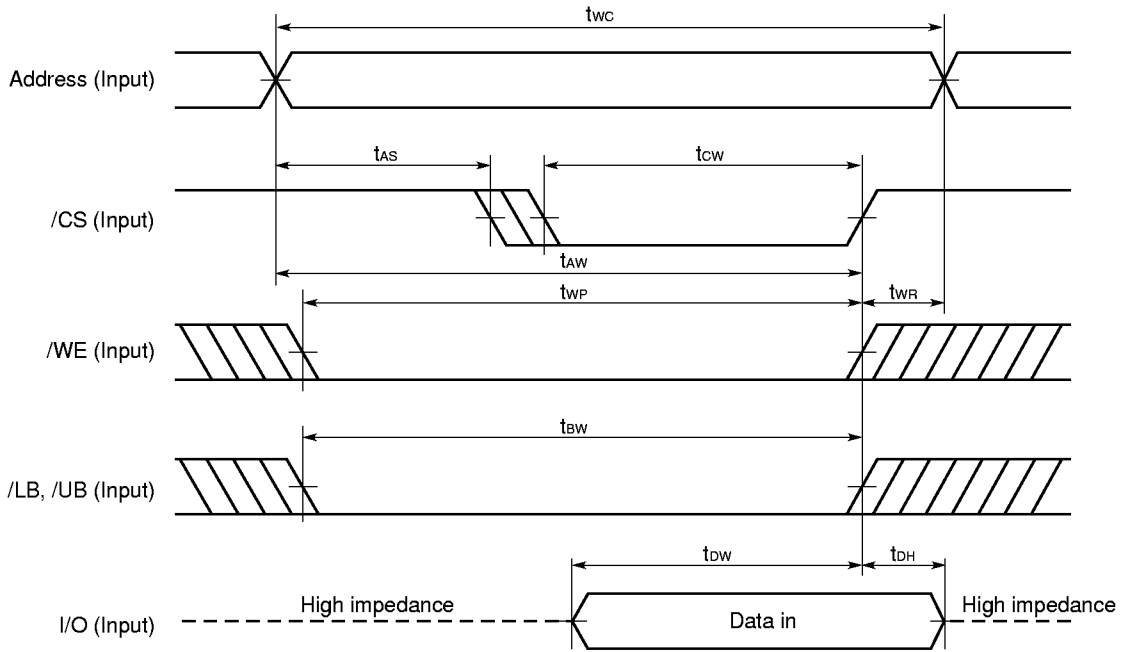 tWC
Address (Input)
tAS
tCW
/CS (Input)
tAW
tWP
tWR
/WE (Input)
tBW
/LB, /UB (Input)
tDW
tDH
High impedance
I/O (Input)
Data in
High impedance